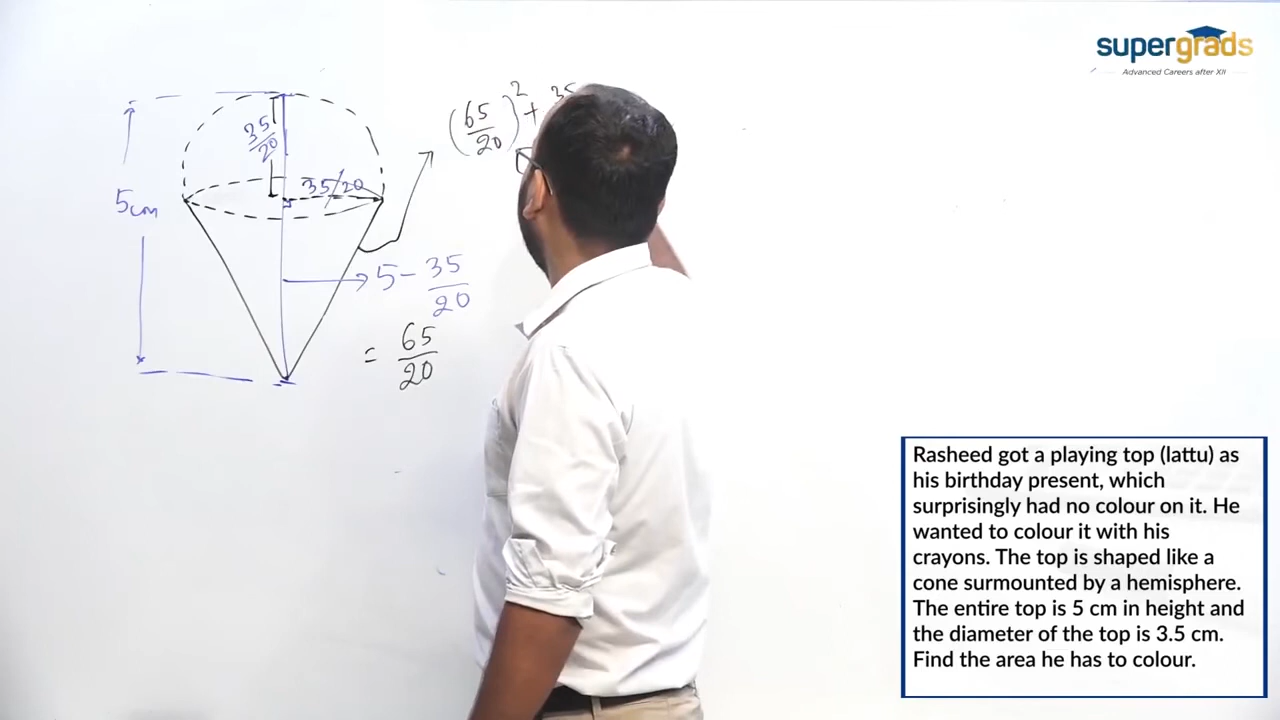 supergrads
Advanced Careers after XII
5cm
35/20
35/20
5 - 35/20
= 65/20
(65/20)² + 35
Rasheed got a playing top (lattu) as
his birthday present, which
surprisingly had no colour on it. He
wanted to colour it with his
crayons. The top is shaped like a
cone surmounted by a hemisphere.
The entire top is 5 cm in height and
the diameter of the top is 3.5 cm.
Find the area he has to colour.